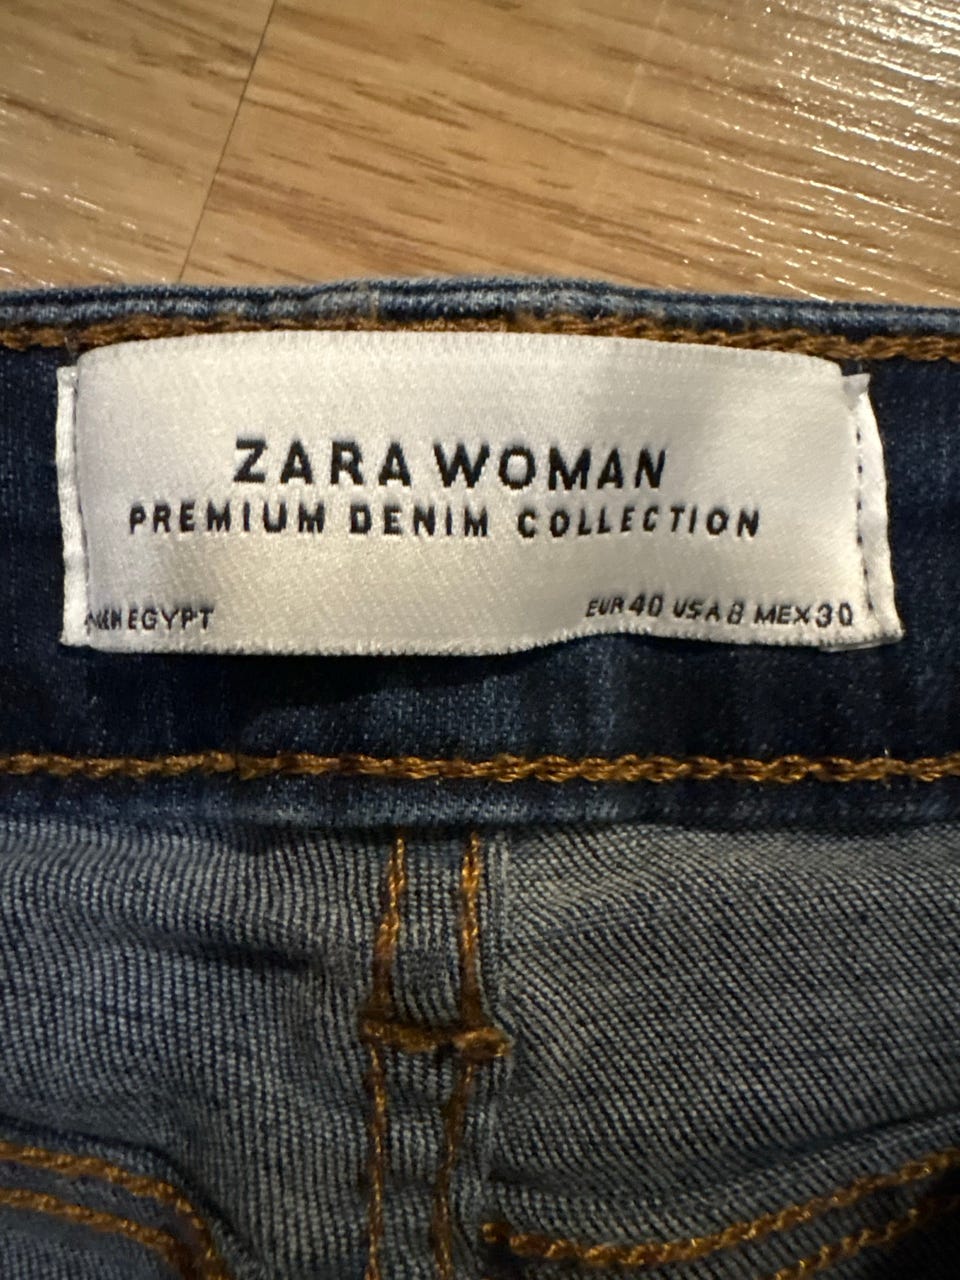 ZARA WOMAN
PREMIUM DENIM COLLECTION
EGYPT
EUR 40 USA 8 MEX 30